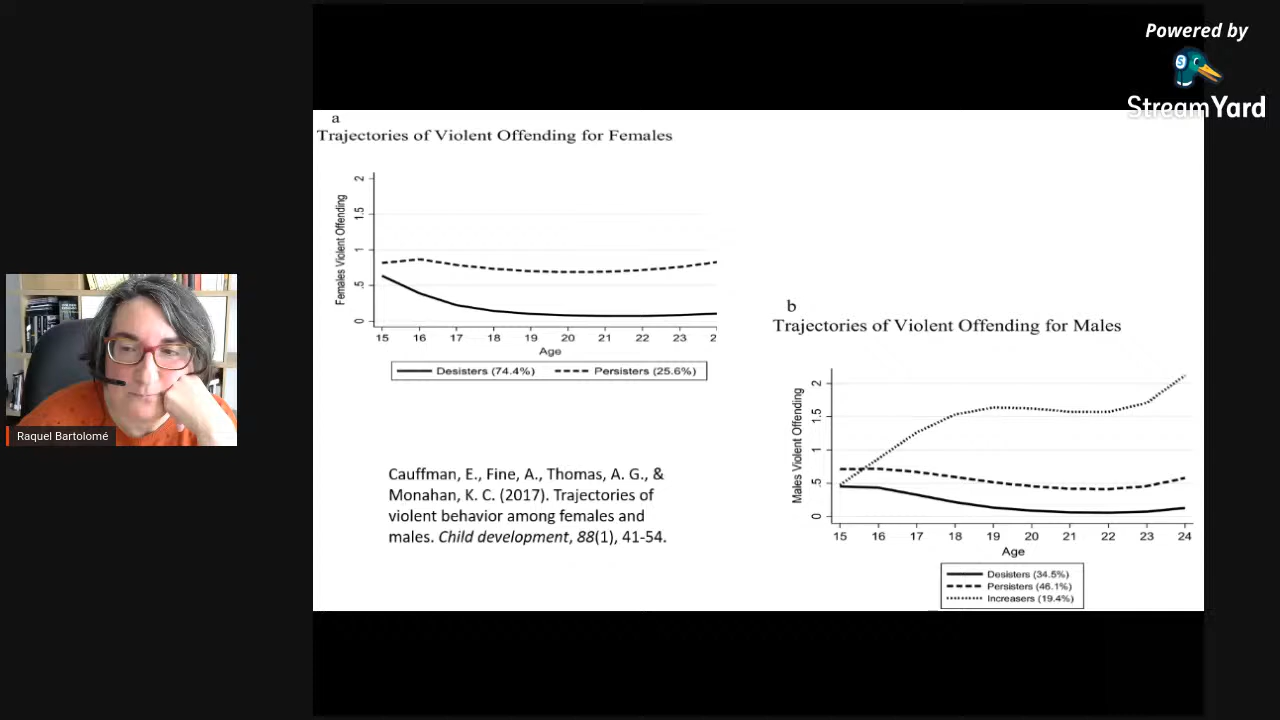 Powered by
StreamYard
a
Trajectories of Violent Offending for Females
Females Violent Offending
2
1.5
1
.5
0
15 16 17 18 19 20 21 22 23 2
Age
Desisters (74.4%) Persisters (25.6%)
b
Trajectories of Violent Offending for Males
Males Violent Offending
2
1.5
1
.5
0
15 16 17 18 19 20 21 22 23 24
Age
Desisters (34.5%)
Persisters (46.1%)
Increasers (19.4%)
Cauffman, E., Fine, A., Thomas, A. G., &
Monahan, K. C. (2017). Trajectories of
violent behavior among females and
males. Child development, 88(1), 41-54.
Raquel Bartolomé